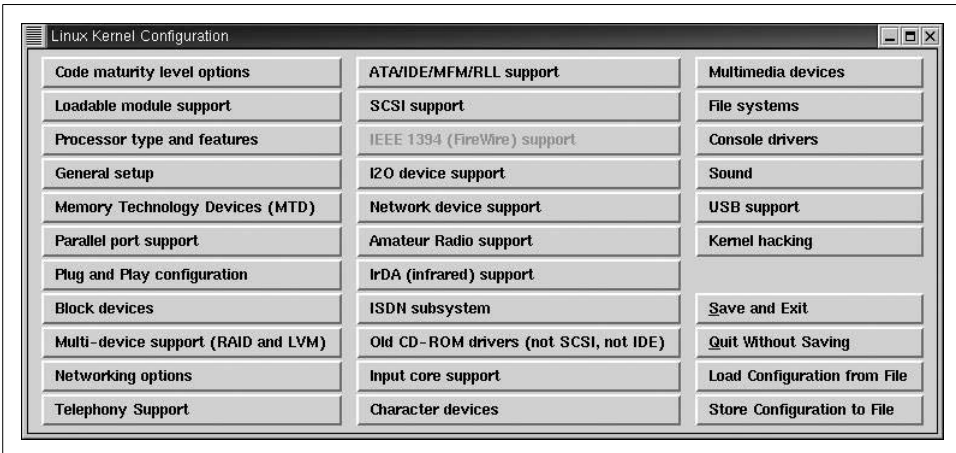 Linux Kernel Configuration
Code maturity level options
Loadable module support
Processor type and features
General setup
Memory Technology Devices (MTD)
Parallel port support
Plug and Play configuration
Block devices
Multi-device support (RAID and LVM)
Networking options
Telephony Support
ATA/IDE/MFM/RLL support
SCSI support
IEEE 1394 (FireWire) support
I2O device support
Network device support
Amateur Radio support
IrDA (infrared) support
ISDN subsystem
Old CD-ROM drivers (not SCSI, not IDE)
Input core support
Character devices
Multimedia devices
File systems
Console drivers
Sound
USB support
Kernel hacking
Save and Exit
Quit Without Saving
Load Configuration from File
Store Configuration to File